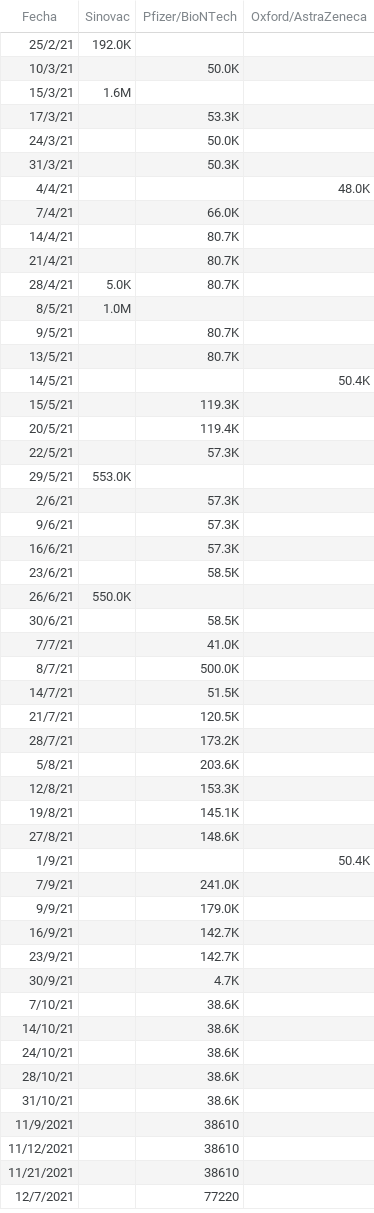 Fecha Sinovac Pfizer/BioNTech Oxford/AstraZeneca
25/2/21 192.0K
10/3/21 50.0K
15/3/21 1.6M
17/3/21 53.3K
24/3/21 50.0K
31/3/21 50.3K
4/4/21 48.0K
7/4/21 66.0K
14/4/21 80.7K
21/4/21 80.7K
28/4/21 5.0K 80.7K
8/5/21 1.0M
9/5/21 80.7K
13/5/21 80.7K
14/5/21 50.4K
15/5/21 119.3K
20/5/21 119.4K
22/5/21 57.3K
29/5/21 553.0K
2/6/21 57.3K
9/6/21 57.3K
16/6/21 57.3K
23/6/21 58.5K
26/6/21 550.0K
30/6/21 58.5K
7/7/21 41.0K
8/7/21 500.0K
14/7/21 51.5K
21/7/21 120.5K
28/7/21 173.2K
5/8/21 203.6K
12/8/21 153.3K
19/8/21 145.1K
27/8/21 148.6K
1/9/21 50.4K
7/9/21 241.0K
9/9/21 179.0K
16/9/21 142.7K
23/9/21 142.7K
30/9/21 4.7K
7/10/21 38.6K
14/10/21 38.6K
24/10/21 38.6K
28/10/21 38.6K
31/10/21 38.6K
11/9/2021 38610
11/12/2021 38610
11/21/2021 38610
12/7/2021 77220